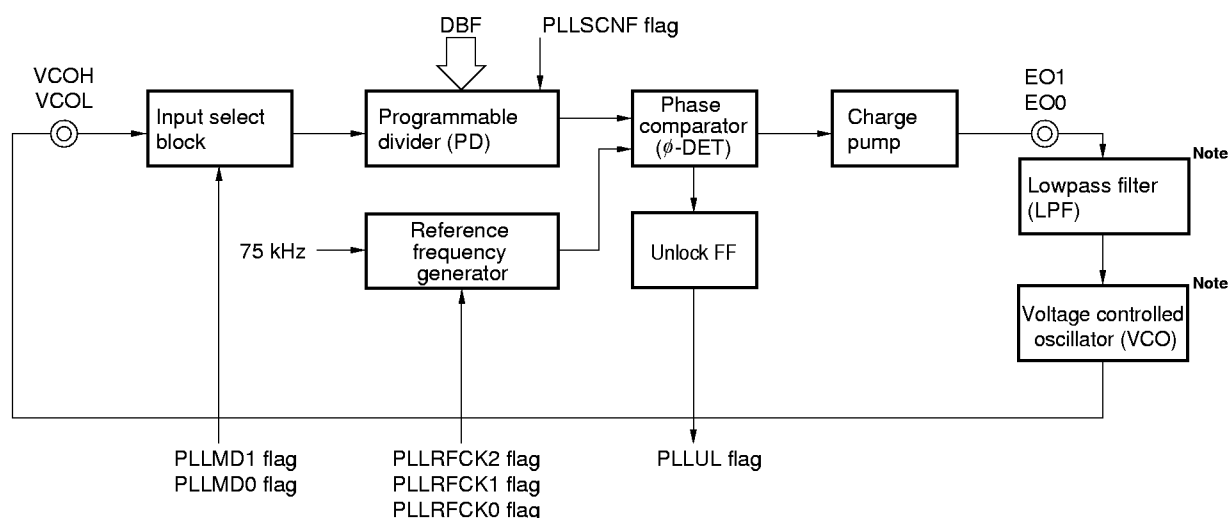 DBF
PLLSCNF flag
VCOH
VCOL
Input select
block
Programmable
divider (PD)
Phase
comparator
(ϕ-DET)
Charge
pump
EO1
EO0
Note
Lowpass filter
(LPF)
75 kHz
Reference
frequency
generator
Unlock FF
Note
Voltage controlled
oscillator (VCO)
PLLMD1 flag
PLLMD0 flag
PLLRFCK2 flag
PLLRFCK1 flag
PLLRFCK0 flag
PLLUL flag